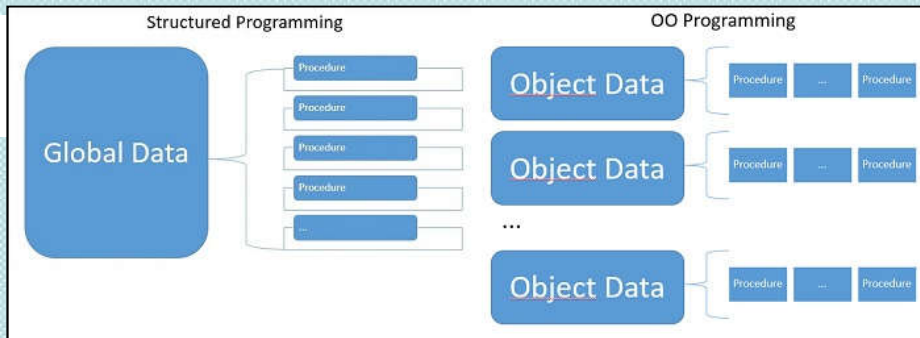 Structured Programming
Global Data
Procedure
Procedure
Procedure
Procedure
...
OO Programming
Object Data
Procedure
...
Procedure
Object Data
Procedure
...
Procedure
...
Object Data
Procedure
...
Procedure